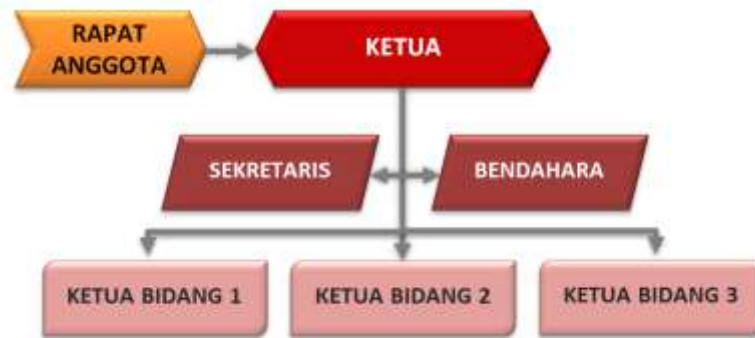 RAPAT
ANGGOTA
KETUA
SEKRETARIS
BENDAHARA
KETUA BIDANG 1
KETUA BIDANG 2
KETUA BIDANG 3